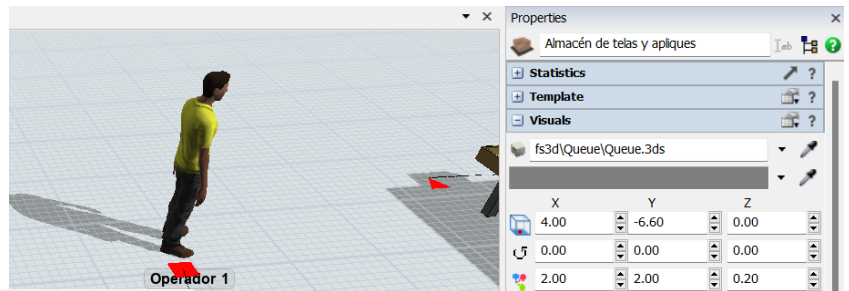 Properties
Almacén de telas y apliques
Statistics
?
Template
?
Visuals
?
fs3d\Queue\Queue.3ds
X Y Z
4.00 -6.60 0.00
0.00 0.00 0.00
2.00 2.00 0.20
Operador 1